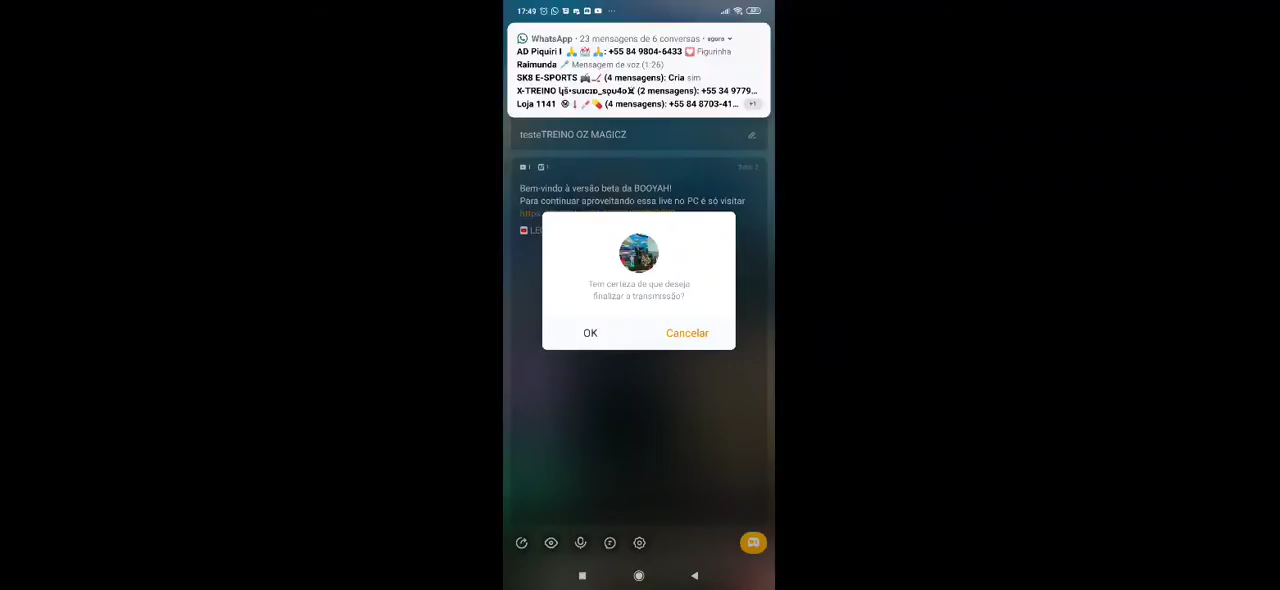 17:49
WhatsApp · 23 mensagens de 6 conversas · agora
AD Piquiri I 🙏 🏥 🙏: +55 84 9804-6433 💟 Figurinha
Raimunda 🎤 Mensagem de voz (1:26)
SK8 E-SPORTS 🎮🏒 (4 mensagens): Cria sim
X-TREINO (2 mensagens): +55 34 9779...
Loja 1141 Ⓜ🌡💉💊 (4 mensagens): +55 84 8703-41...
+1
testeTREINO OZ MAGICZ
1 1
Bem-vindo à versão beta da BOOYAH!
Para continuar aproveitando essa live no PC é só visitar
Tem certeza de que deseja
finalizar a transmissão?
OK Cancelar